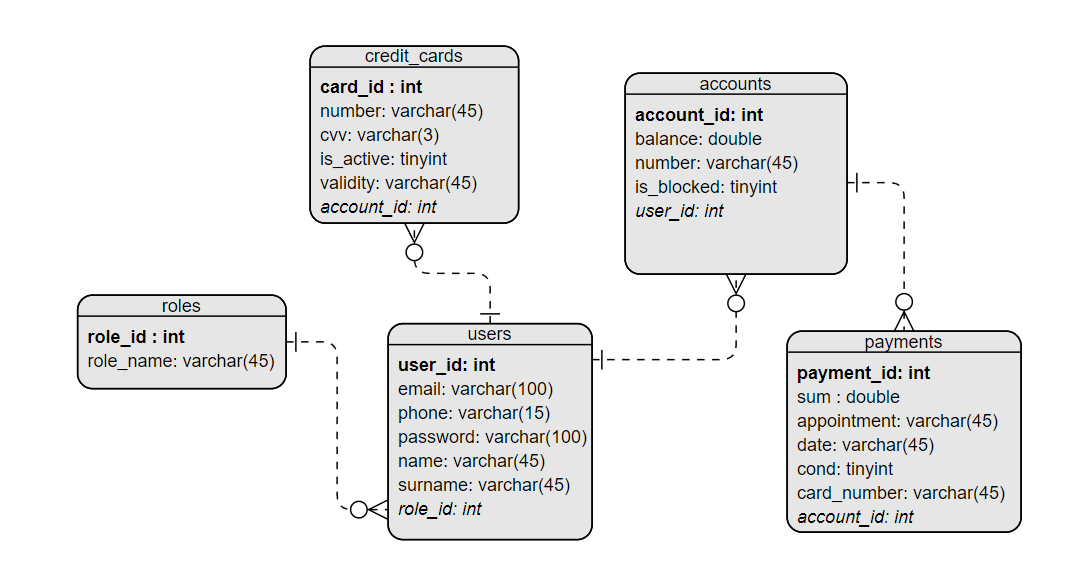 credit_cards
card_id : int
number: varchar(45)
cvv: varchar(3)
is_active: tinyint
validity: varchar(45)
account_id: int
accounts
account_id: int
balance: double
number: varchar(45)
is_blocked: tinyint
user_id: int
roles
role_id : int
role_name: varchar(45)
users
user_id: int
email: varchar(100)
phone: varchar(15)
password: varchar(100)
name: varchar(45)
surname: varchar(45)
role_id: int
payments
payment_id: int
sum : double
appointment: varchar(45)
date: varchar(45)
cond: tinyint
card_number: varchar(45)
account_id: int